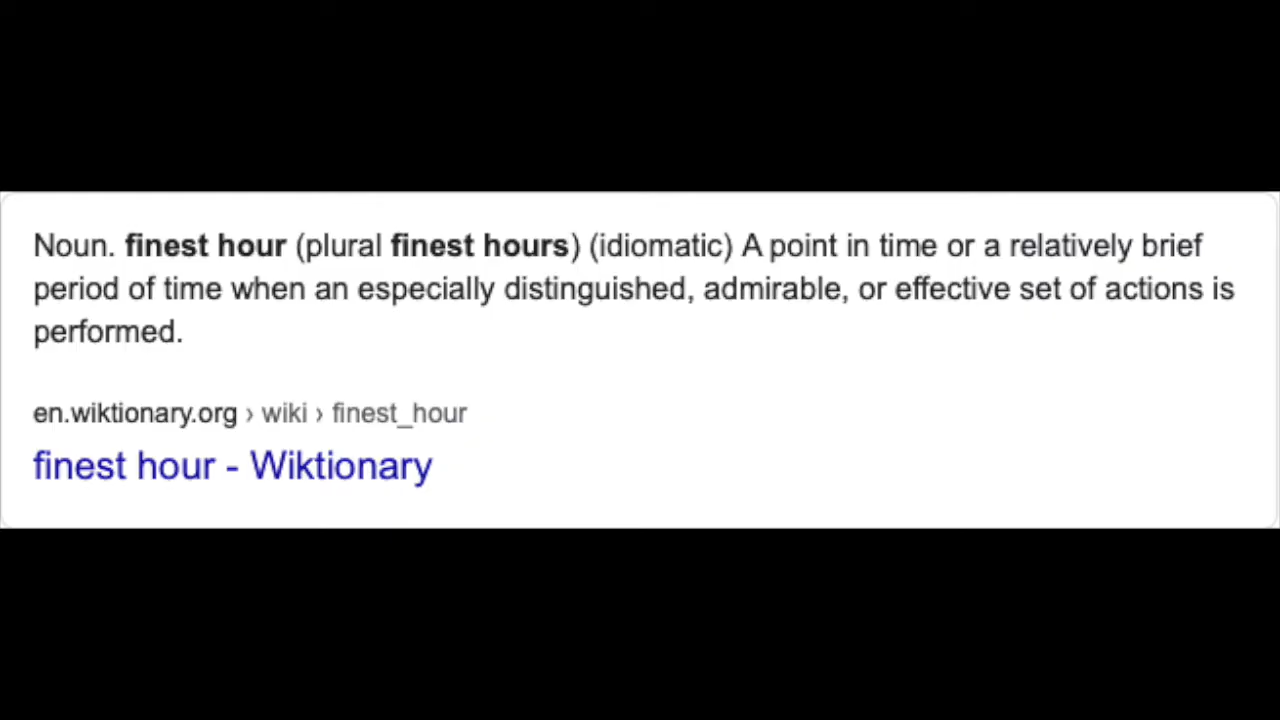 Noun. finest hour (plural finest hours) (idiomatic) A point in time or a relatively brief
period of time when an especially distinguished, admirable, or effective set of actions is
performed.
en.wiktionary.org › wiki › finest_hour
finest hour - Wiktionary